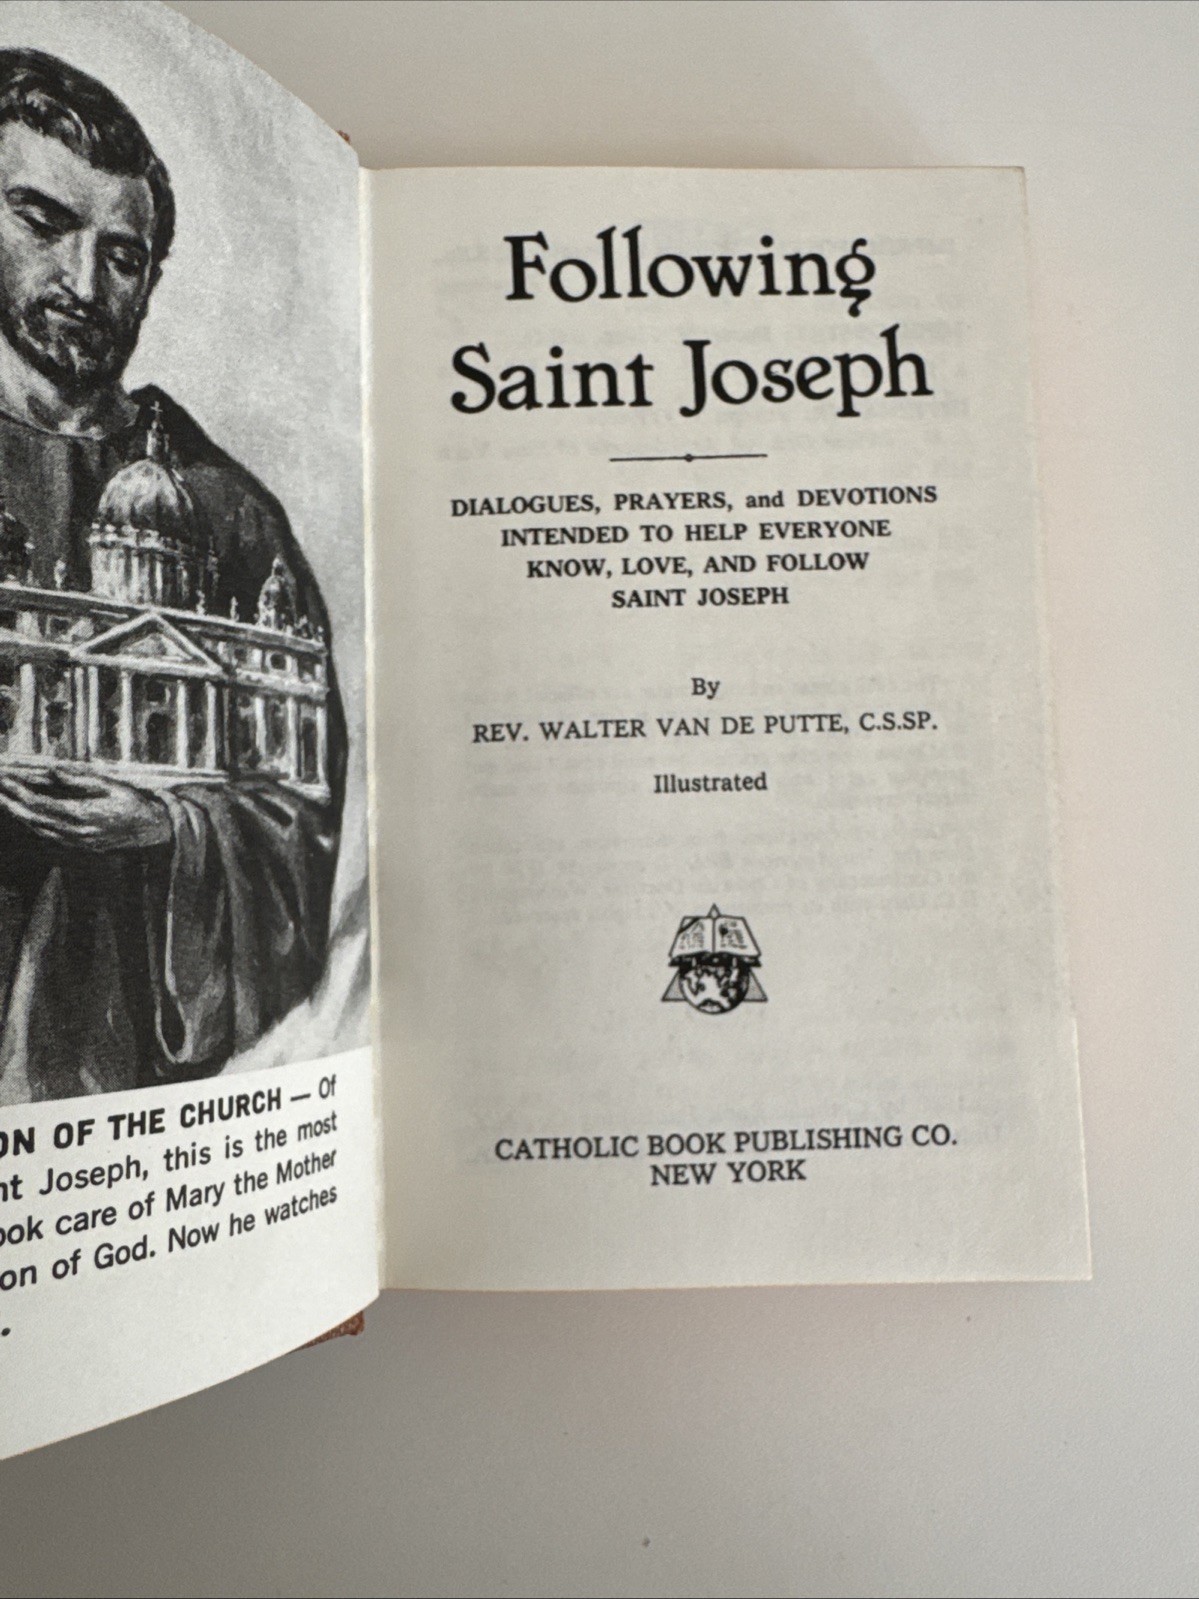 ON OF THE CHURCH — Of
nt Joseph, this is the most
ook care of Mary the Mother
on of God. Now he watches
.
Following
Saint Joseph
DIALOGUES, PRAYERS, and DEVOTIONS
INTENDED TO HELP EVERYONE
KNOW, LOVE, AND FOLLOW
SAINT JOSEPH
By
REV. WALTER VAN DE PUTTE, C.S.SP.
Illustrated
CATHOLIC BOOK PUBLISHING CO.
NEW YORK